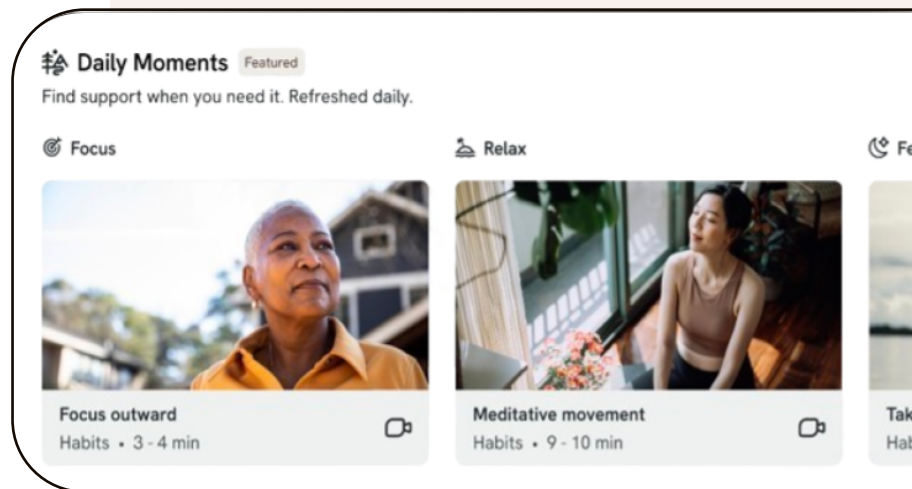 Daily Moments Featured
Find support when you need it. Refreshed daily.
Focus
Relax
Focus outward
Habits • 3 - 4 min
Meditative movement
Habits • 9 - 10 min